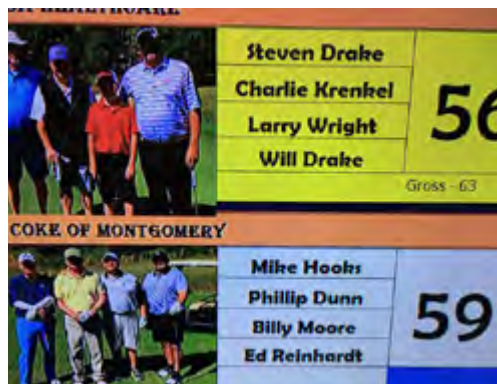 HEALTHCARE
Steven Drake
Charlie Krenkel
Larry Wright
Will Drake
56
Gross - 63
COKE OF MONTGOMERY
Mike Hooks
Phillip Dunn
Billy Moore
Ed Reinhardt
59